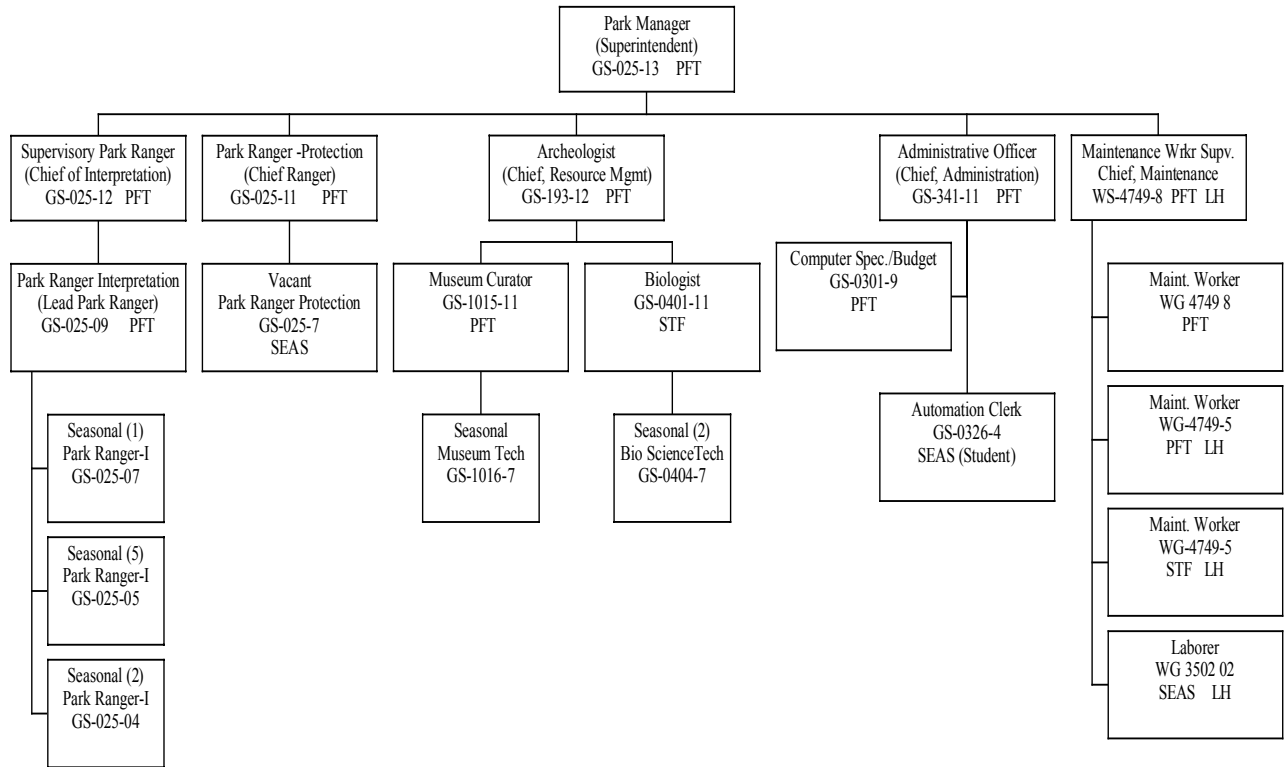 Park Manager
(Superintendent)
GS-025-13 PFT
Supervisory Park Ranger
(Chief of Interpretation)
GS-025-12 PFT
Park Ranger -Protection
(Chief Ranger)
GS-025-11 PFT
Archeologist
(Chief, Resource Mgmt)
GS-193-12 PFT
Administrative Officer
(Chief, Administration)
GS-341-11 PFT
Maintenance Wrkr Supv.
Chief, Maintenance
WS-4749-8 PFT LH
Park Ranger Interpretation
(Lead Park Ranger)
GS-025-09 PFT
Vacant
Park Ranger Protection
GS-025-7
SEAS
Museum Curator
GS-1015-11
PFT
Biologist
GS-0401-11
STF
Computer Spec./Budget
GS-0301-9
PFT
Maint. Worker
WG 4749 8
PFT
Seasonal (1)
Park Ranger-I
GS-025-07
Seasonal
Museum Tech
GS-1016-7
Seasonal (2)
Bio ScienceTech
GS-0404-7
Automation Clerk
GS-0326-4
SEAS (Student)
Maint. Worker
WG-4749-5
PFT LH
Seasonal (5)
Park Ranger-I
GS-025-05
Maint. Worker
WG-4749-5
STF LH
Seasonal (2)
Park Ranger-I
GS-025-04
Laborer
WG 3502 02
SEAS LH